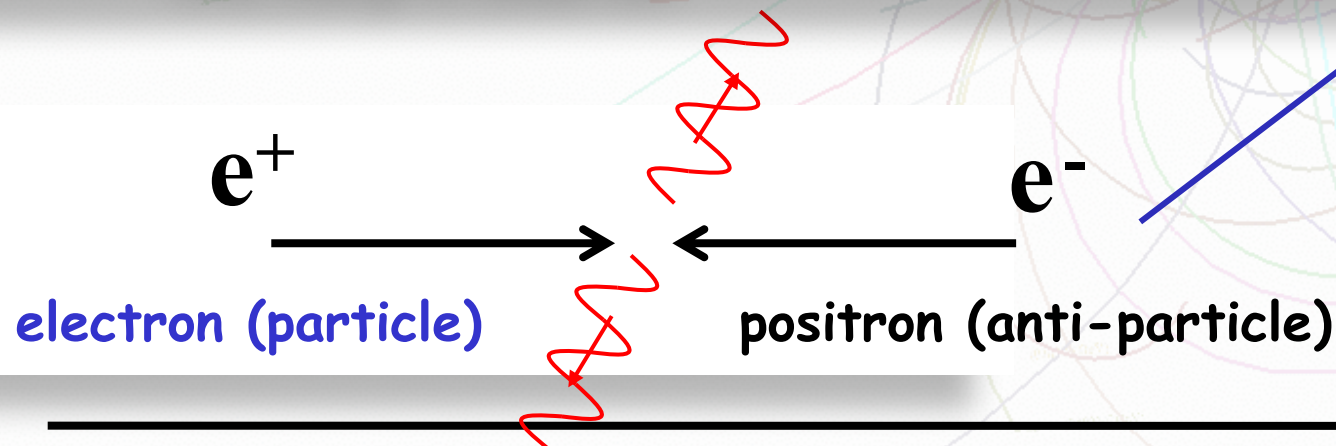 e⁺ e⁻
electron (particle) positron (anti-particle)